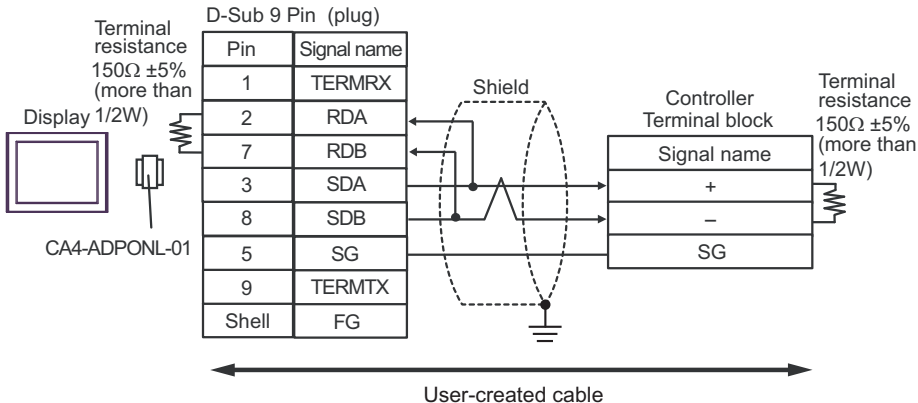 D-Sub 9 Pin (plug)
Terminal
resistance
150Ω ±5%
(more than
1/2W)
Display
CA4-ADPONL-01
Pin Signal name
1 TERMRX
2 RDA
7 RDB
3 SDA
8 SDB
5 SG
9 TERMTX
Shell FG
Shield
Controller
Terminal block
Signal name
+
–
SG
Terminal
resistance
150Ω ±5%
(more than
1/2W)
User-created cable